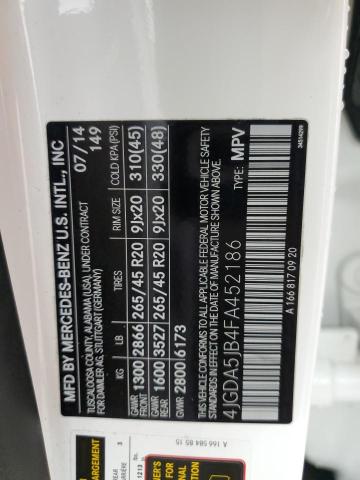 MFD BY MERCEDES-BENZ U.S. INTL., INC
07/14
TUSCALOOSA COUNTY, ALABAMA (USA), UNDER CONTRACT
149
FOR DAIMLER AG, STUTTGART (GERMANY)
KG LB TIRES RIM SIZE COLD KPA(PSI)
GAWR FRONT 1300 2866 265/45 R20 9Jx20 310(45)
GAWR REAR 1600 3527 265/45 R20 9Jx20 330(48)
GVWR 2800 6173
THIS VEHICLE CONFORMS TO ALL APPLICABLE FEDERAL MOTOR VEHICLE SAFETY
STANDARDS IN EFFECT ON THE DATE OF MANUFACTURE SHOWN ABOVE.
4JGDA5JB4FA452186 TYPE: MPV
A 166 817 09 20
34514299
A 166 584 85 15
1213
3